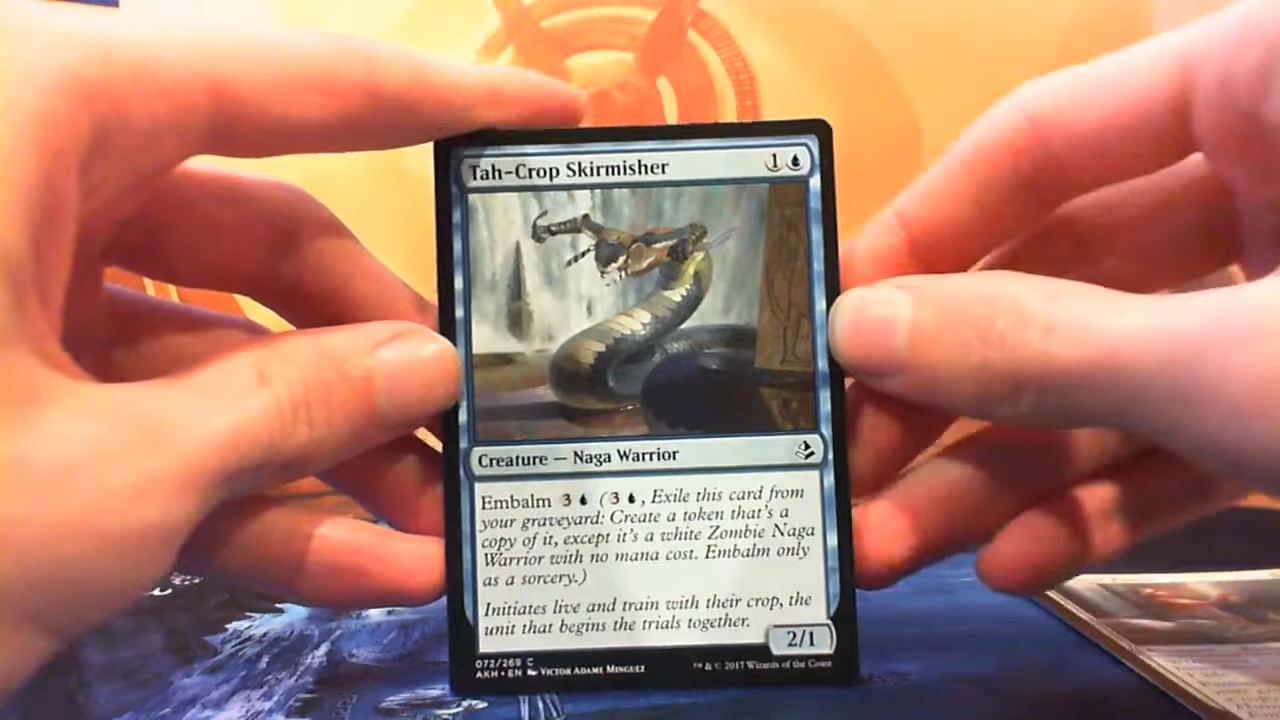 Tah-Crop Skirmisher 1
Creature — Naga Warrior
Embalm 3 (3, Exile this card from
your graveyard: Create a token that's a
copy of it, except it's a white Zombie Naga
Warrior with no mana cost. Embalm only
as a sorcery.)
Initiates live and train with their crop, the
unit that begins the trials together.
2/1
072/269 C
AKH • EN VICTOR ADAME MINGUEZ
™ & © 2017 Wizards of the Coast